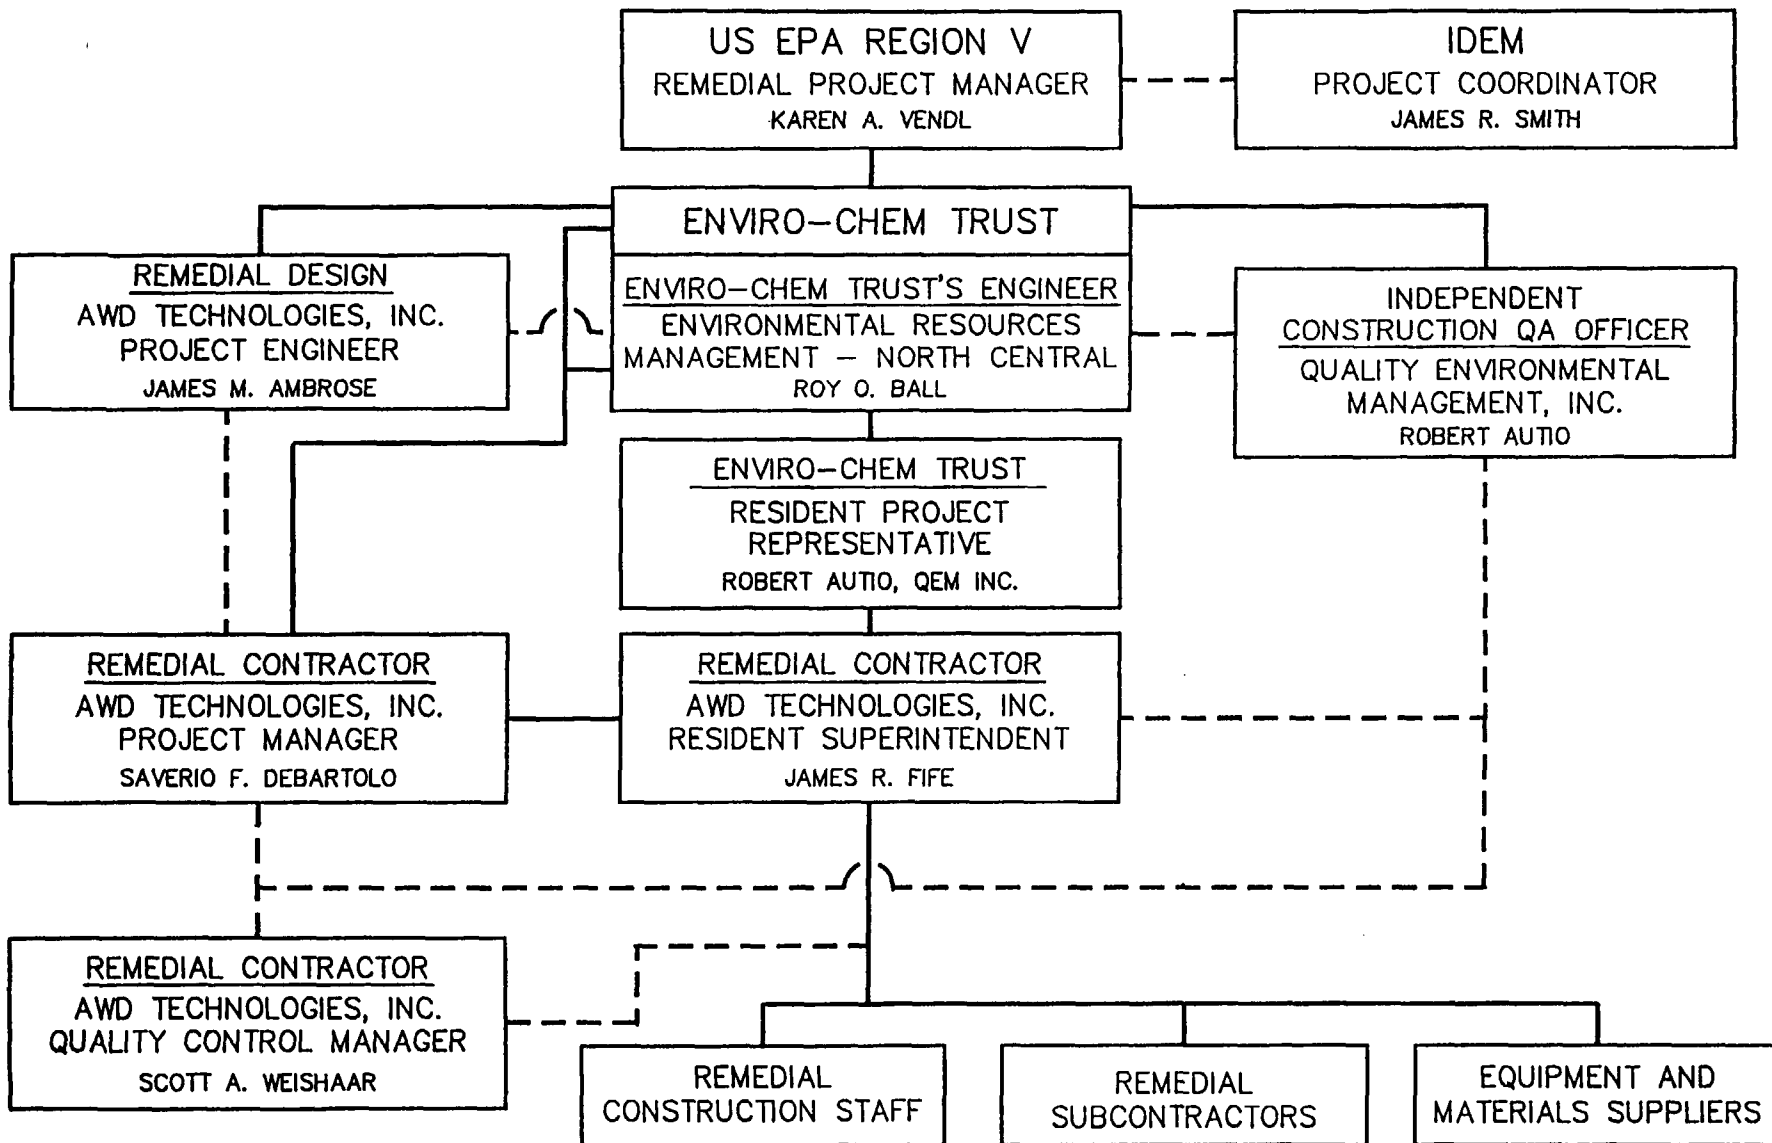 US EPA REGION V
REMEDIAL PROJECT MANAGER
KAREN A. VENDL
IDEM
PROJECT COORDINATOR
JAMES R. SMITH
ENVIRO-CHEM TRUST
ENVIRO-CHEM TRUST'S ENGINEER
ENVIRONMENTAL RESOURCES
MANAGEMENT - NORTH CENTRAL
ROY O. BALL
REMEDIAL DESIGN
AWD TECHNOLOGIES, INC.
PROJECT ENGINEER
JAMES M. AMBROSE
INDEPENDENT
CONSTRUCTION QA OFFICER
QUALITY ENVIRONMENTAL
MANAGEMENT, INC.
ROBERT AUTIO
ENVIRO-CHEM TRUST
RESIDENT PROJECT
REPRESENTATIVE
ROBERT AUTIO, QEM INC.
REMEDIAL CONTRACTOR
AWD TECHNOLOGIES, INC.
PROJECT MANAGER
SAVERIO F. DEBARTOLO
REMEDIAL CONTRACTOR
AWD TECHNOLOGIES, INC.
RESIDENT SUPERINTENDENT
JAMES R. FIFE
REMEDIAL CONTRACTOR
AWD TECHNOLOGIES, INC.
QUALITY CONTROL MANAGER
SCOTT A. WEISHAAR
REMEDIAL
CONSTRUCTION STAFF
REMEDIAL
SUBCONTRACTORS
EQUIPMENT AND
MATERIALS SUPPLIERS